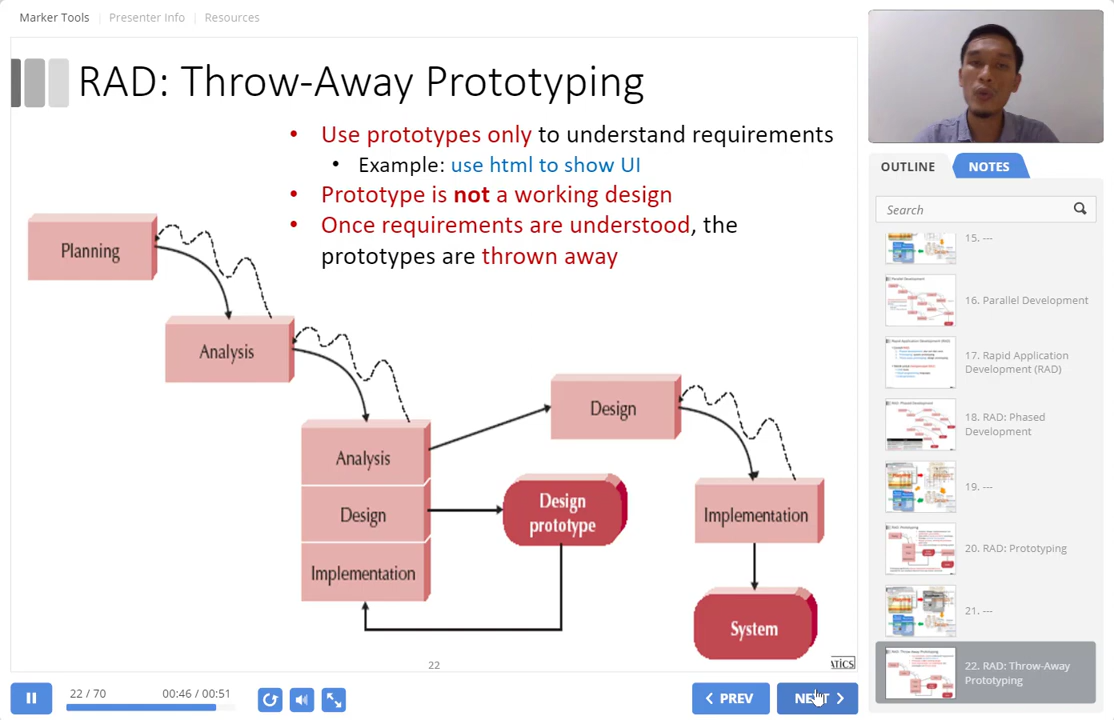 Marker Tools
Presenter Info
Resources
RAD: Throw-Away Prototyping
• Use prototypes only to understand requirements
• Example: use html to show UI
• Prototype is not a working design
• Once requirements are understood, the
prototypes are thrown away
Planning
Analysis
Analysis
Design
Implementation
Design
prototype
Design
Implementation
System
22
ATICS
22 / 70
00:46 / 00:51
PREV
NEXT
OUTLINE
NOTES
Search
15. ---
16. Parallel Development
17. Rapid Application
Development (RAD)
18. RAD: Phased
Development
19. ---
20. RAD: Prototyping
21. ---
22. RAD: Throw-Away
Prototyping